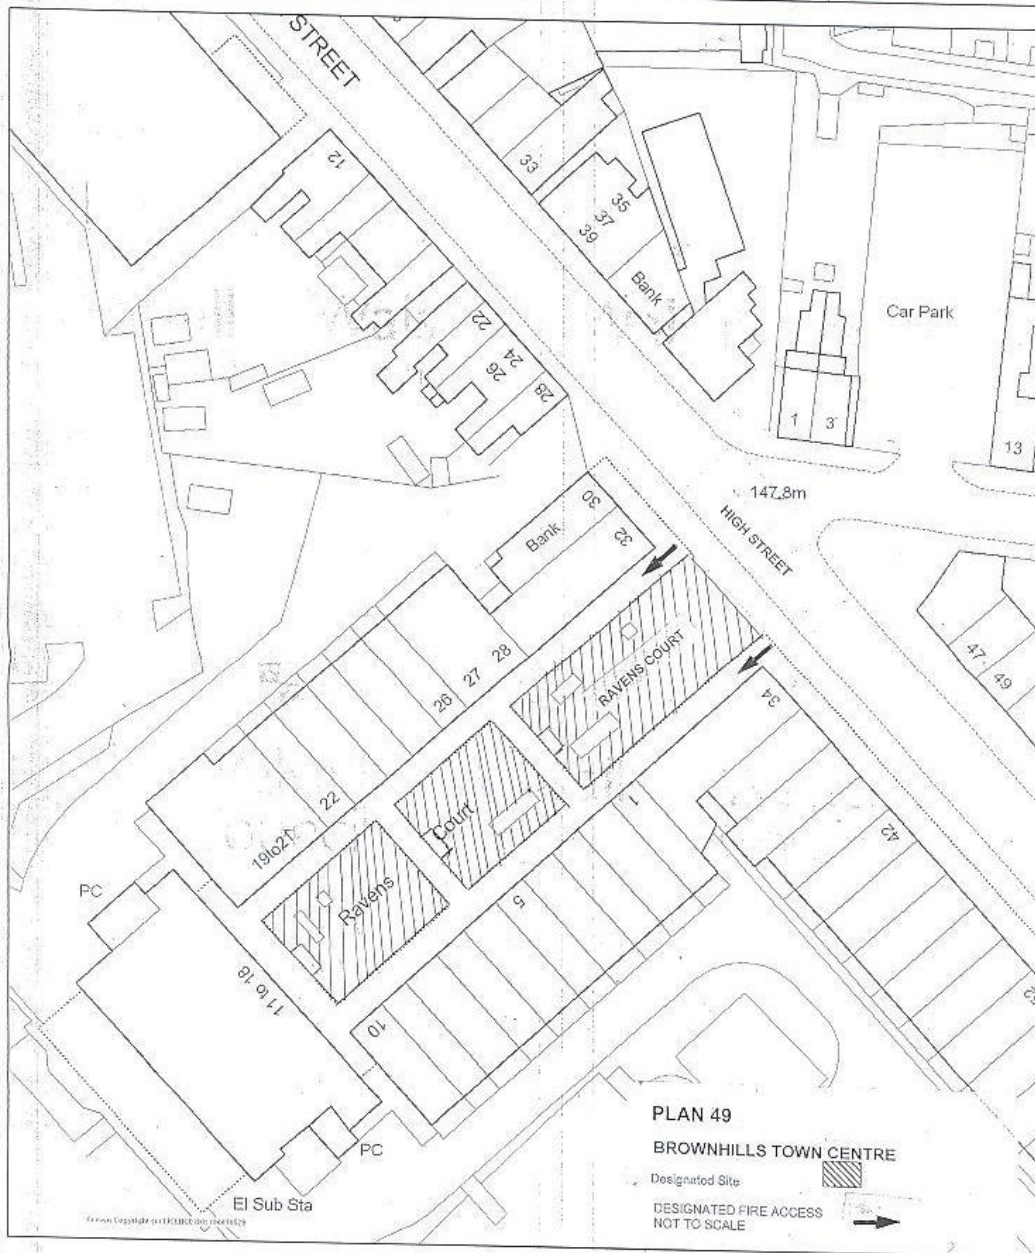 STREET
12
33
35
37
39
Bank
Car Park
22
24
26
28
1
3
13
147.8m
HIGH STREET
30
Bank
32
47
49
RAVENS COURT
28
27
26
34
22
1
Court
42
19to21
Ravens
5
PC
11 to 18
10
PC
El Sub Sta
PLAN 49
BROWNHILLS TOWN CENTRE
Designated Site
DESIGNATED FIRE ACCESS
NOT TO SCALE